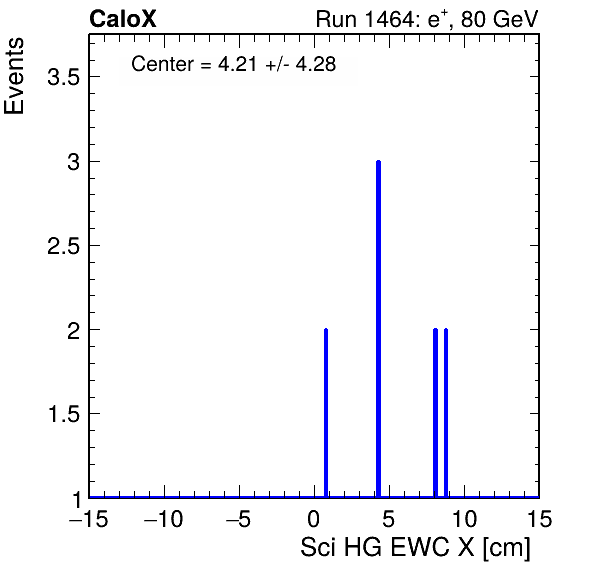 CaloX Run 1464: e⁺, 80 GeV
Center = 4.21 +/- 4.28
Events
3.5
3
2.5
2
1.5
1
−15 −10 −5 0 5 10 15
Sci HG EWC X [cm]